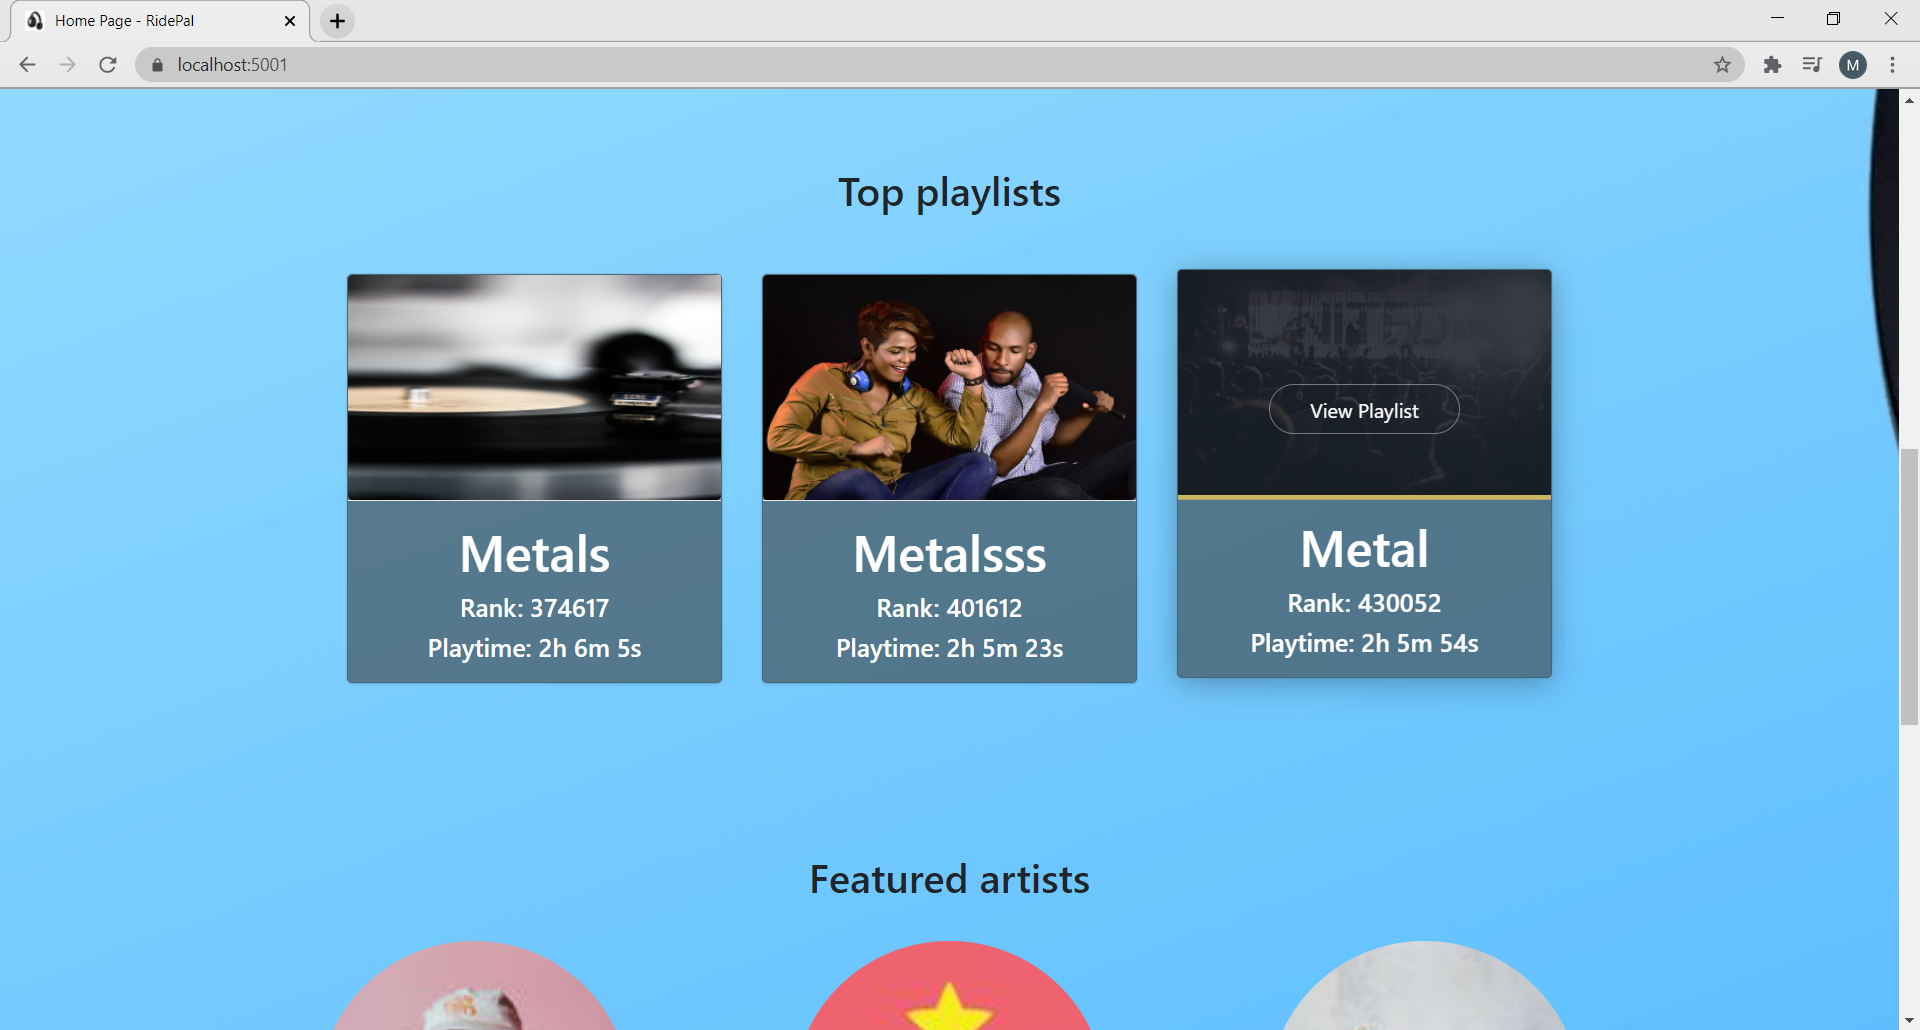 Home Page - RidePal
localhost:5001
M
Top playlists
View Playlist
Metals
Rank: 374617
Playtime: 2h 6m 5s
Metalsss
Rank: 401612
Playtime: 2h 5m 23s
Metal
Rank: 430052
Playtime: 2h 5m 54s
Featured artists